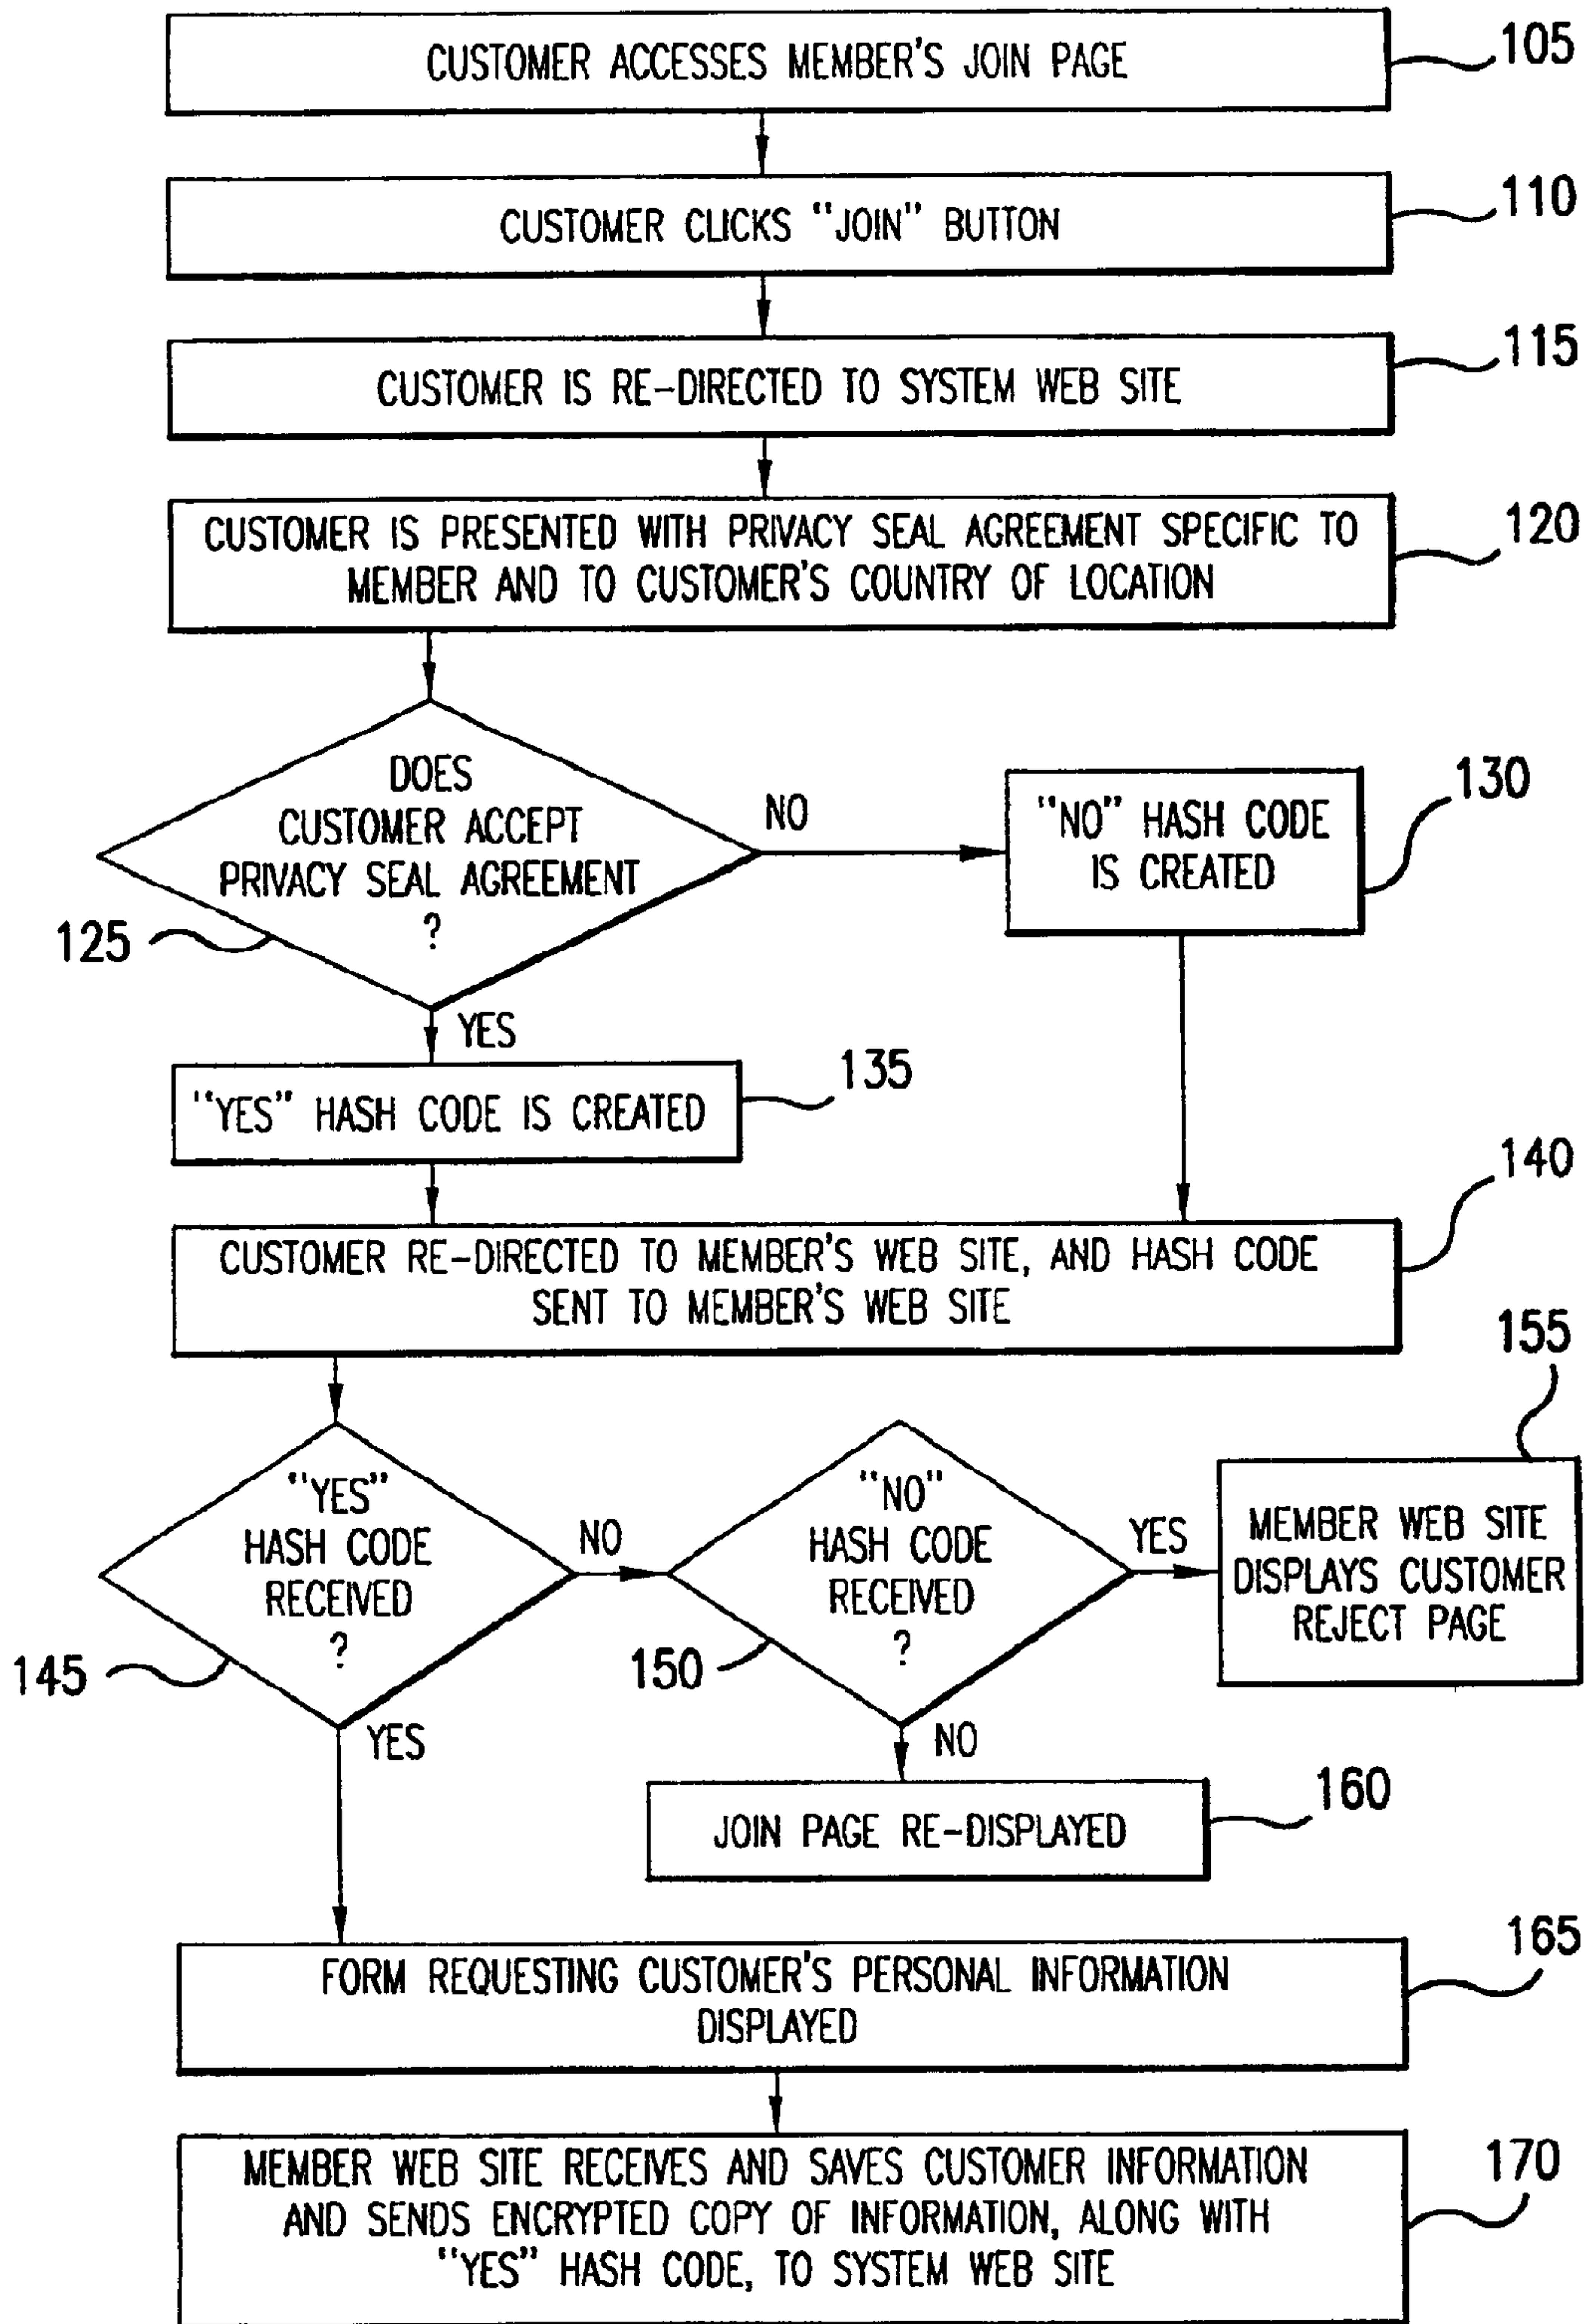 CUSTOMER ACCESSES MEMBER'S JOIN PAGE
105
CUSTOMER CLICKS "JOIN" BUTTON
110
CUSTOMER IS RE-DIRECTED TO SYSTEM WEB SITE
115
CUSTOMER IS PRESENTED WITH PRIVACY SEAL AGREEMENT SPECIFIC TO
MEMBER AND TO CUSTOMER'S COUNTRY OF LOCATION
120
DOES
CUSTOMER ACCEPT
PRIVACY SEAL AGREEMENT
?
125
NO
"NO" HASH CODE
IS CREATED
130
YES
"YES" HASH CODE IS CREATED
135
CUSTOMER RE-DIRECTED TO MEMBER'S WEB SITE, AND HASH CODE
SENT TO MEMBER'S WEB SITE
140
"YES"
HASH CODE
RECEIVED
?
145
NO
"NO"
HASH CODE
RECEIVED
?
150
YES
MEMBER WEB SITE
DISPLAYS CUSTOMER
REJECT PAGE
155
YES
NO
JOIN PAGE RE-DISPLAYED
160
FORM REQUESTING CUSTOMER'S PERSONAL INFORMATION
DISPLAYED
165
MEMBER WEB SITE RECEIVES AND SAVES CUSTOMER INFORMATION
AND SENDS ENCRYPTED COPY OF INFORMATION, ALONG WITH
"YES" HASH CODE, TO SYSTEM WEB SITE
170